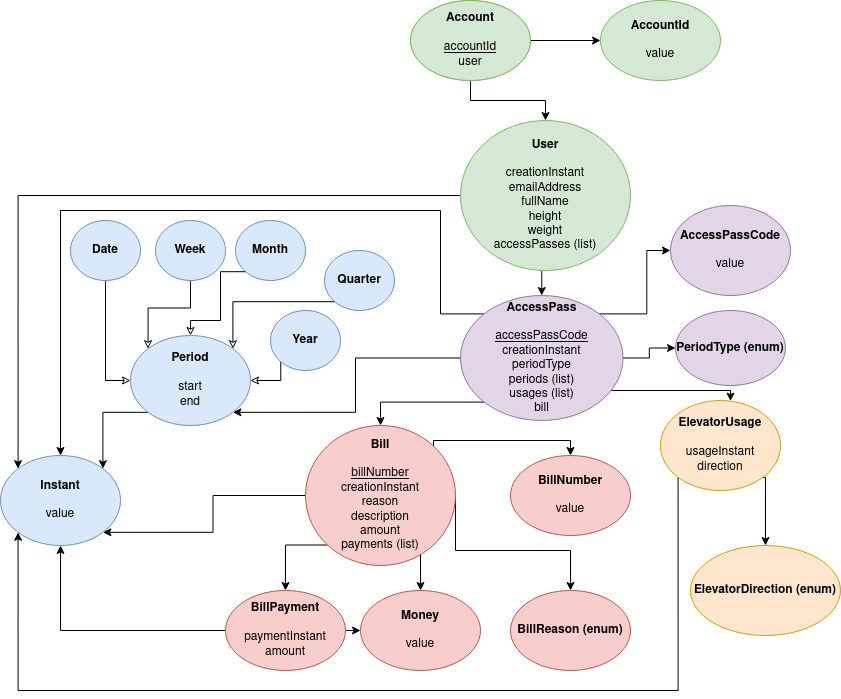 Account
accountId
user
AccountId
value
User
creationInstant
emailAddress
fullName
height
weight
accessPasses (list)
Date
Week
Month
Quarter
Year
Period
start
end
AccessPassCode
value
AccessPass
accessPassCode
creationInstant
periodType
periods (list)
usages (list)
bill
PeriodType (enum)
ElevatorUsage
usageInstant
direction
Instant
value
Bill
billNumber
creationInstant
reason
description
amount
payments (list)
BillNumber
value
BillPayment
paymentInstant
amount
Money
value
BillReason (enum)
ElevatorDirection (enum)